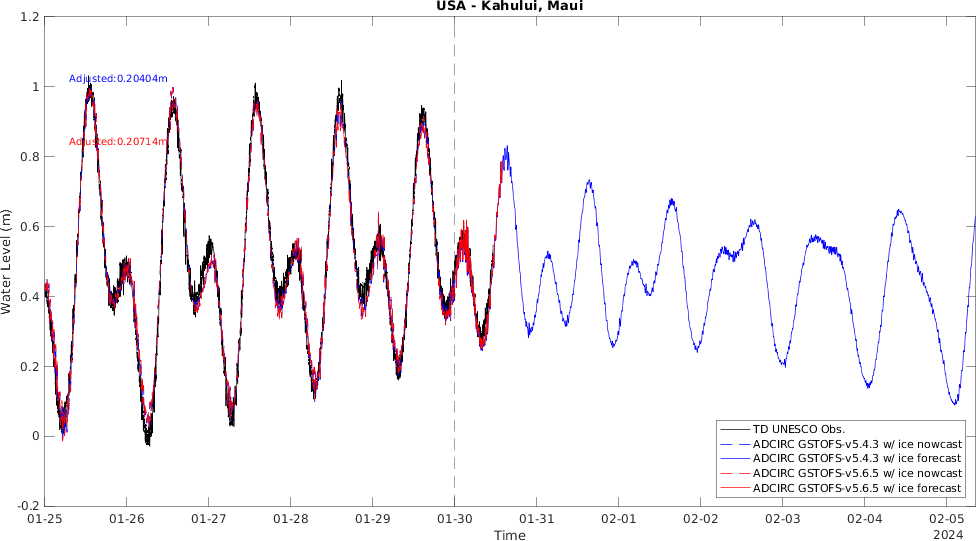 USA - Kahului, Maui
1.2
1
0.8
0.6
0.4
0.2
0
-0.2
Water Level (m)
Adjusted:0.20404m
Adjusted:0.20714m
TD UNESCO Obs.
ADCIRC GSTOFS-v5.4.3 w/ ice nowcast
ADCIRC GSTOFS-v5.4.3 w/ ice forecast
ADCIRC GSTOFS-v5.6.5 w/ ice nowcast
ADCIRC GSTOFS-v5.6.5 w/ ice forecast
01-25 01-26 01-27 01-28 01-29 01-30 01-31 02-01 02-02 02-03 02-04 02-05
Time
2024